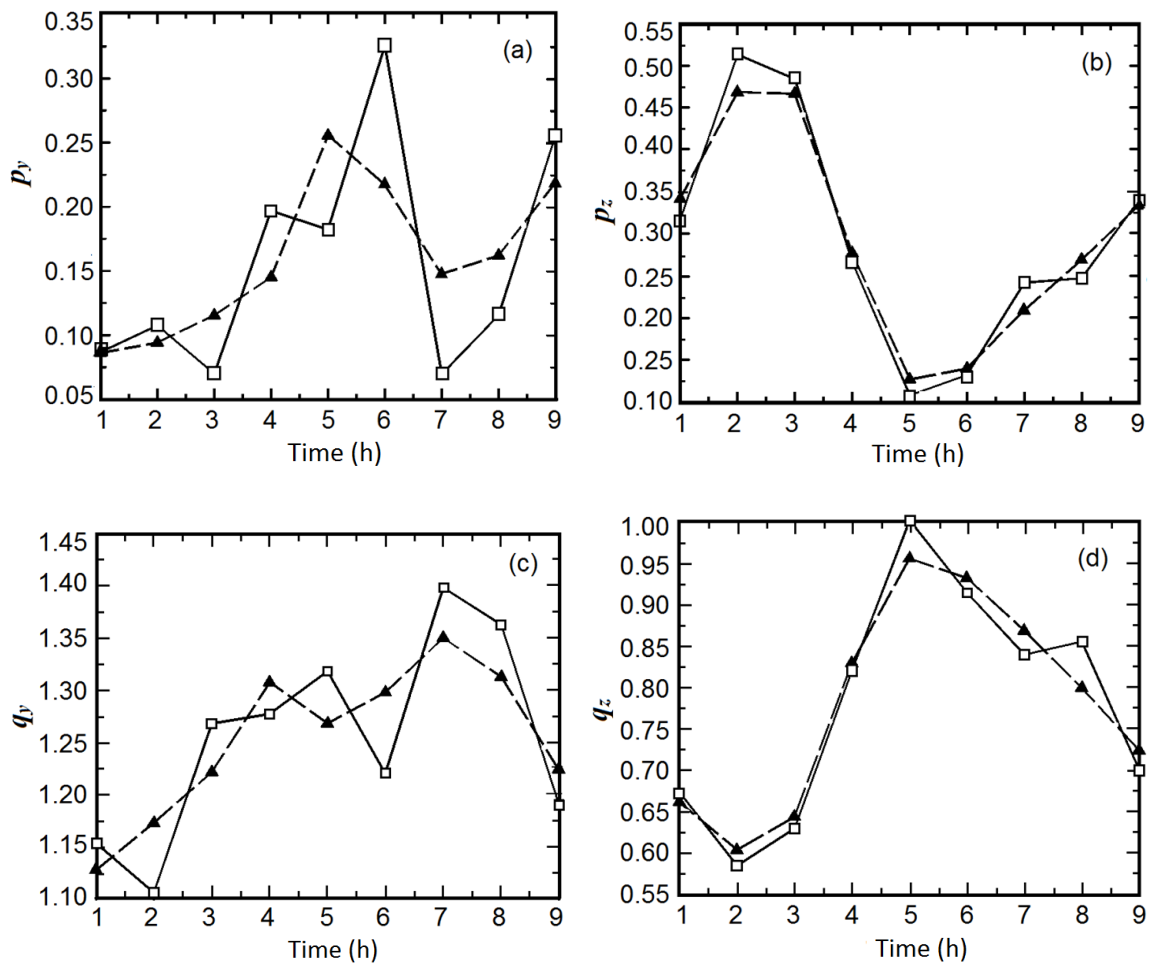 (a)
0.35
0.30
0.25
0.20
0.15
0.10
0.05
p_y
1 2 3 4 5 6 7 8 9
Time (h)
(b)
0.55
0.50
0.45
0.40
0.35
0.30
0.25
0.20
0.25
0.10
p_z
1 2 3 4 5 6 7 8 9
Time (h)
(c)
1.45
1.40
1.35
1.30
1.25
1.20
1.15
1.10
q_y
1 2 3 4 5 6 7 8 9
Time (h)
(d)
1.00
0.95
0.90
0.85
0.80
0.75
0.70
0.65
0.60
0.55
q_z
1 2 3 4 5 6 7 8 9
Time (h)